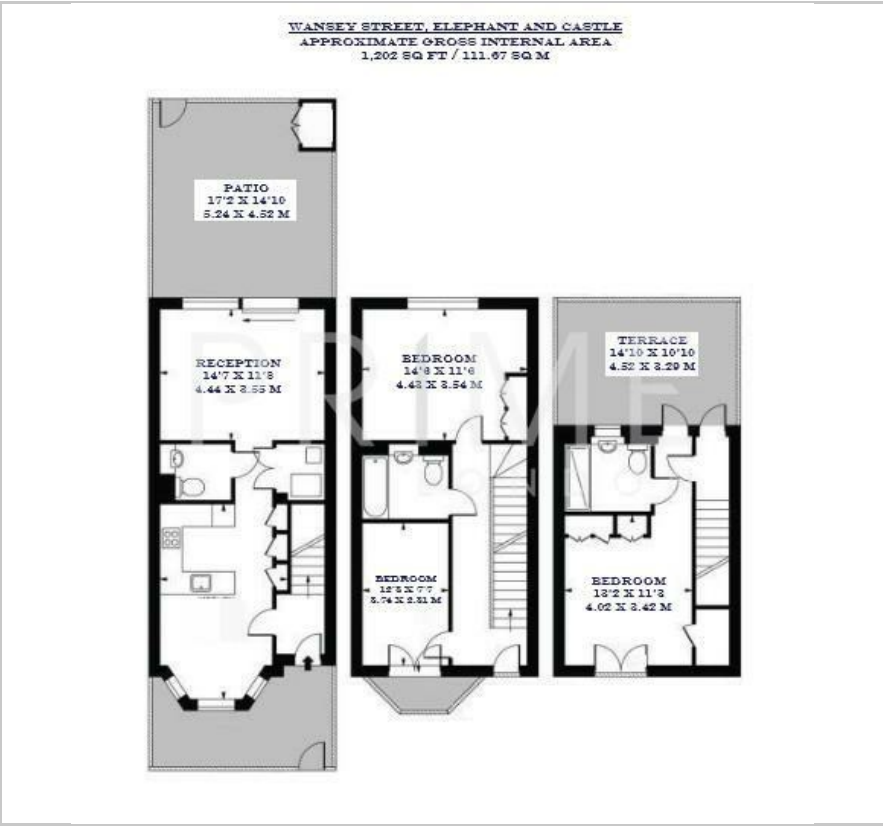 WANSEY STREET, ELEPHANT AND CASTLE
APPROXIMATE GROSS INTERNAL AREA
1,202 SQ FT / 111.67 SQ M
PATIO
17'2 X 14'10
5.24 X 4.52 M
RECEPTION
14'7 X 11'8
4.44 X 3.55 M
BEDROOM
14'6 X 11'6
4.43 X 3.54 M
TERRACE
14'10 X 10'10
4.52 X 3.29 M
PRIME
LONDON
BEDROOM
12'3 X 7'7
3.74 X 2.31 M
BEDROOM
13'2 X 11'3
4.02 X 3.42 M